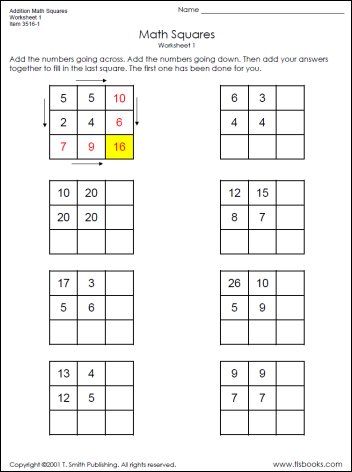 Addition Math Squares
Worksheet 1
Item 3516-1
Name
Math Squares
Worksheet 1
Add the numbers going across. Add the numbers going down. Then add your answers
together to fill in the last square. The first one has been done for you.
5 5 10
2 4 6
7 9 16
6 3
4 4
10 20
20 20
12 15
8 7
17 3
5 6
26 10
5 9
13 4
12 5
9 9
7 7
Copyright ©2001 T. Smith Publishing. All rights reserved.
www.tlsbooks.com